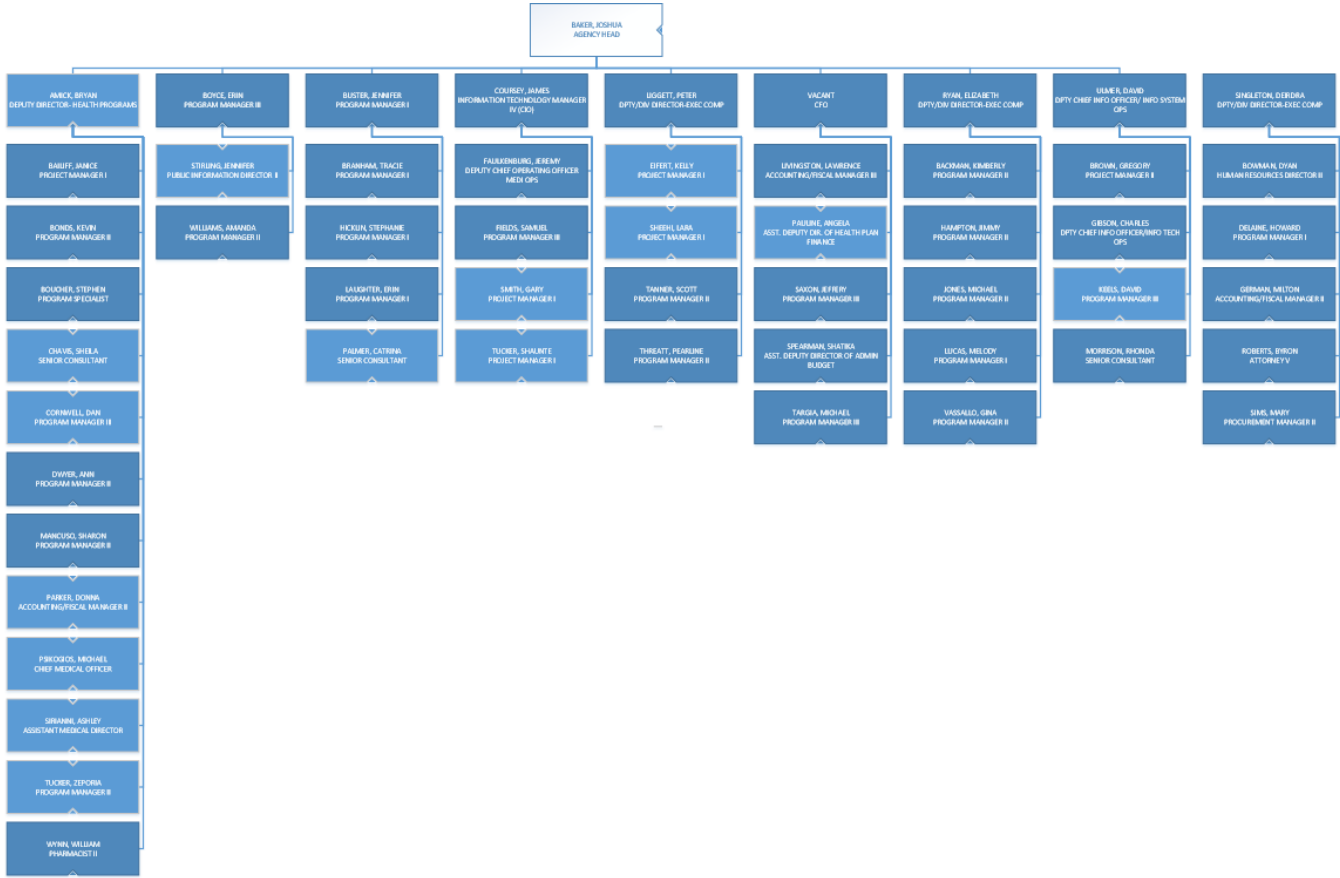 BAKER, JOSHUA
AGENCY HEAD
AMICK, BRYAN
DEPUTY DIRECTOR- HEALTH PROGRAMS
BAILIFF, JANICE
PROJECT MANAGER I
BONDS, KEVIN
PROGRAM MANAGER II
BOUCHER, STEPHEN
PROGRAM SPECIALIST
CHAVIS, SHEILA
SENIOR CONSULTANT
CORNWELL, DAN
PROGRAM MANAGER III
DWYER, ANN
PROGRAM MANAGER II
MANCUSO, SHARON
PROGRAM MANAGER II
PARKER, DONNA
ACCOUNTING/FISCAL MANAGER II
PSIKOGIOS, MICHAEL
CHIEF MEDICAL OFFICER
SIRIANNI, ASHLEY
ASSISTANT MEDICAL DIRECTOR
TUCKER, ZEPORIA
PROGRAM MANAGER II
WYNN, WILLIAM
PHARMACIST II
BOYCE, ERIN
PROGRAM MANAGER III
STIRLING, JENNIFER
PUBLIC INFORMATION DIRECTOR II
WILLIAMS, AMANDA
PROGRAM MANAGER II
BUSTER, JENNIFER
PROGRAM MANAGER I
BRANHAM, TRACIE
PROGRAM MANAGER I
HICKLIN, STEPHANIE
PROGRAM MANAGER I
LAUGHTER, ERIN
PROGRAM MANAGER I
PALMER, CATRINA
SENIOR CONSULTANT
COURSEY, JAMES
INFORMATION TECHNOLOGY MANAGER
IV (CIO)
FAULKENBURG, JEREMY
DEPUTY CHIEF OPERATING OFFICER
MEDI OPS
FIELDS, SAMUEL
PROGRAM MANAGER III
SMITH, GARY
PROJECT MANAGER I
TUCKER, SHAUNTE
PROJECT MANAGER I
LIGGETT, PETER
DPTY/DIV DIRECTOR-EXEC COMP
EIFERT, KELLY
PROJECT MANAGER I
SHEEHI, LARA
PROJECT MANAGER I
TANNER, SCOTT
PROGRAM MANAGER II
THREATT, PEARLINE
PROGRAM MANAGER II
VACANT
CFO
LIVINGSTON, LAWRENCE
ACCOUNTING/FISCAL MANAGER III
PAULINE, ANGELA
ASST. DEPUTY DIR. OF HEALTH PLAN
FINANCE
SAXON, JEFFERY
PROGRAM MANAGER III
SPEARMAN, SHATIKA
ASST. DEPUTY DIRECTOR OF ADMIN
BUDGET
TARGIA, MICHAEL
PROGRAM MANAGER III
RYAN, ELIZABETH
DPTY/DIV DIRECTOR-EXEC COMP
BACKMAN, KIMBERLY
PROGRAM MANAGER II
HAMPTON, JIMMY
PROGRAM MANAGER II
JONES, MICHAEL
PROGRAM MANAGER II
LUCAS, MELODY
PROGRAM MANAGER I
VASSALLO, GINA
PROGRAM MANAGER II
ULMER, DAVID
DPTY CHIEF INFO OFFICER/ INFO SYSTEM
OPS
BROWN, GREGORY
PROJECT MANAGER II
GIBSON, CHARLES
DPTY CHIEF INFO OFFICER/INFO TECH
OPS
KEELS, DAVID
PROGRAM MANAGER III
MORRISON, RHONDA
SENIOR CONSULTANT
SINGLETON, DEIRDRA
DPTY/DIV DIRECTOR-EXEC COMP
BOWMAN, DYAN
HUMAN RESOURCES DIRECTOR II
DELAINE, HOWARD
PROGRAM MANAGER I
GERMAN, MILTON
ACCOUNTING/FISCAL MANAGER II
ROBERTS, BYRON
ATTORNEY V
SIMS, MARY
PROCUREMENT MANAGER II